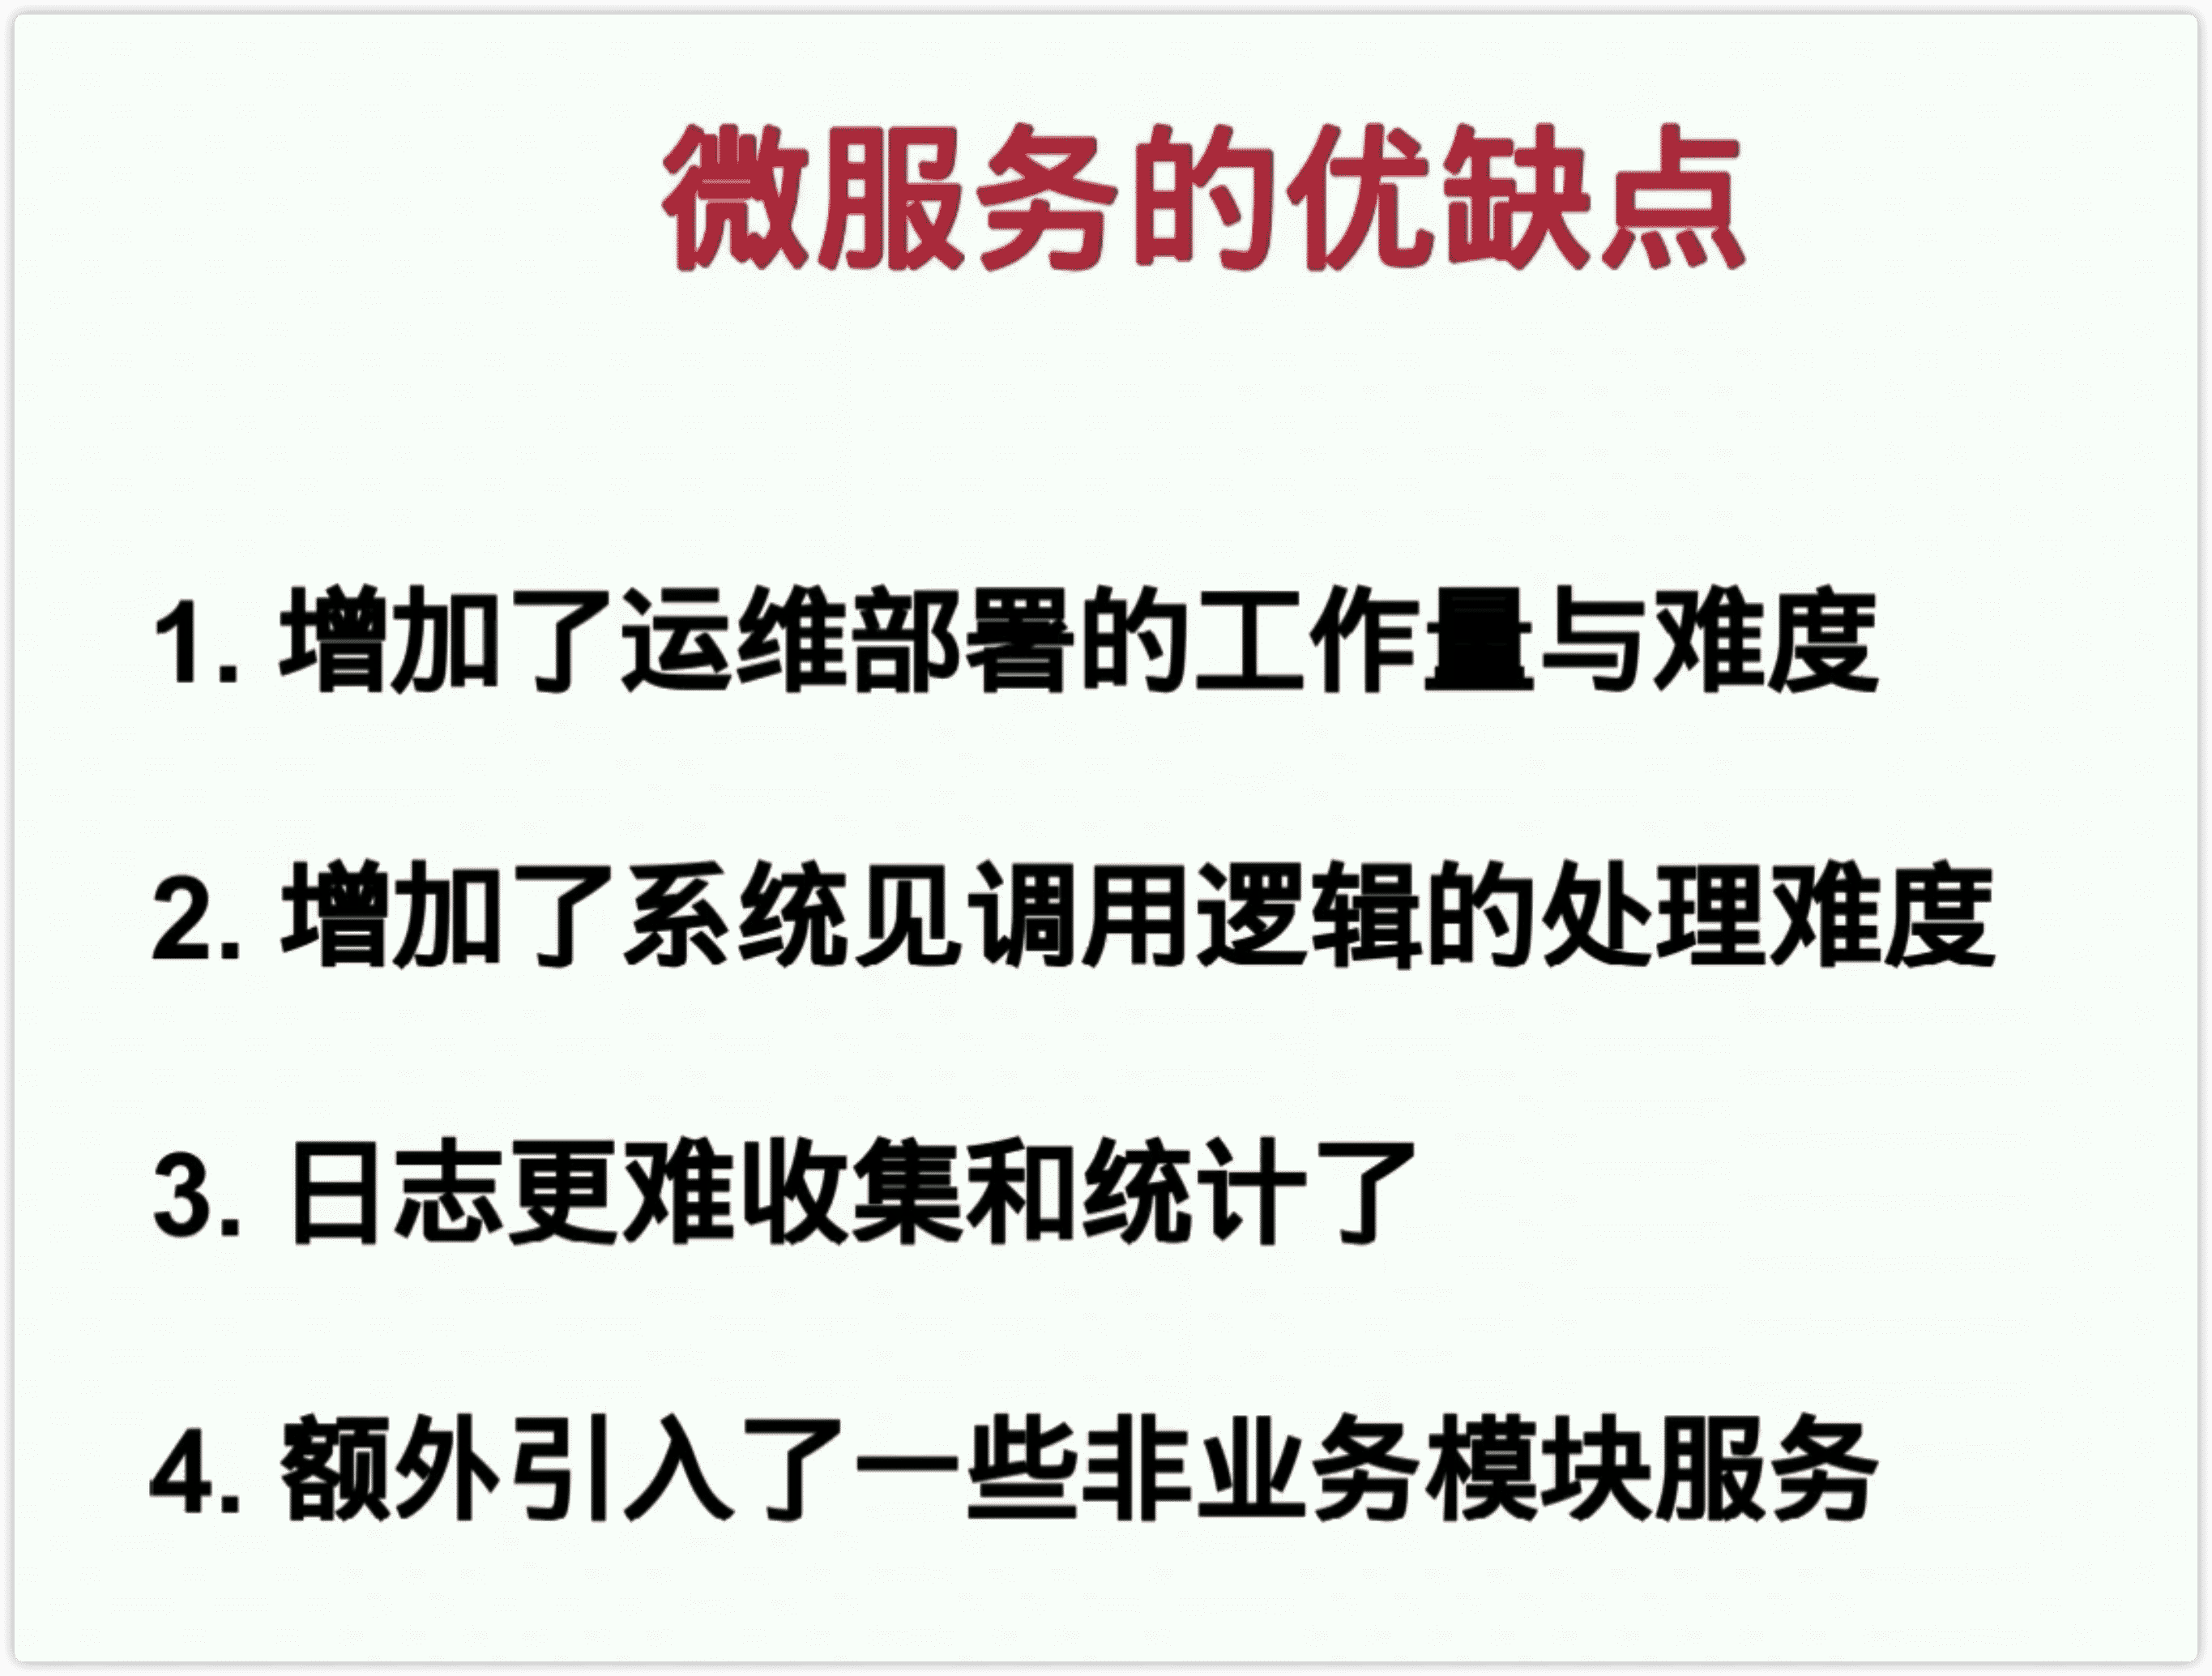 微服务的优缺点
1. 增加了运维部署的工作量与难度
2. 增加了系统见调用逻辑的处理难度
3. 日志更难收集和统计了
4. 额外引入了一些非业务模块服务